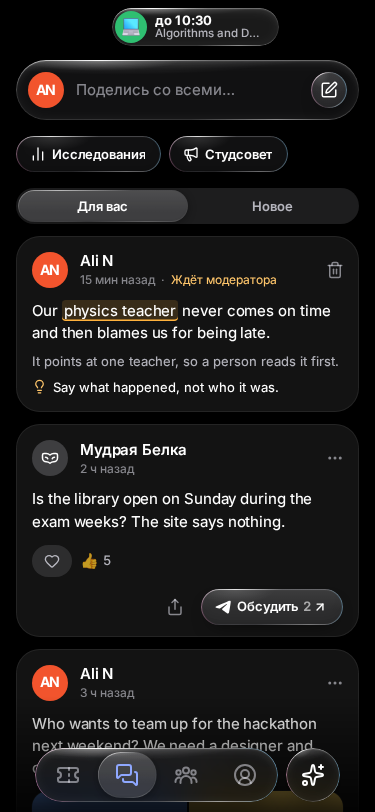 до 10:30
Algorithms and D...
AN
Поделись со всеми...
Исследования
Студсовет
Для вас
Новое
AN
Ali N
15 мин назад · Ждёт модератора
Our physics teacher never comes on time
and then blames us for being late.
It points at one teacher, so a person reads it first.
Say what happened, not who it was.
Мудрая Белка
2 ч назад
Is the library open on Sunday during the
exam weeks? The site says nothing.
👍 5
Обсудить 2
AN
Ali N
3 ч назад
Who wants to team up for the hackathon
next weekend? We need a designer and